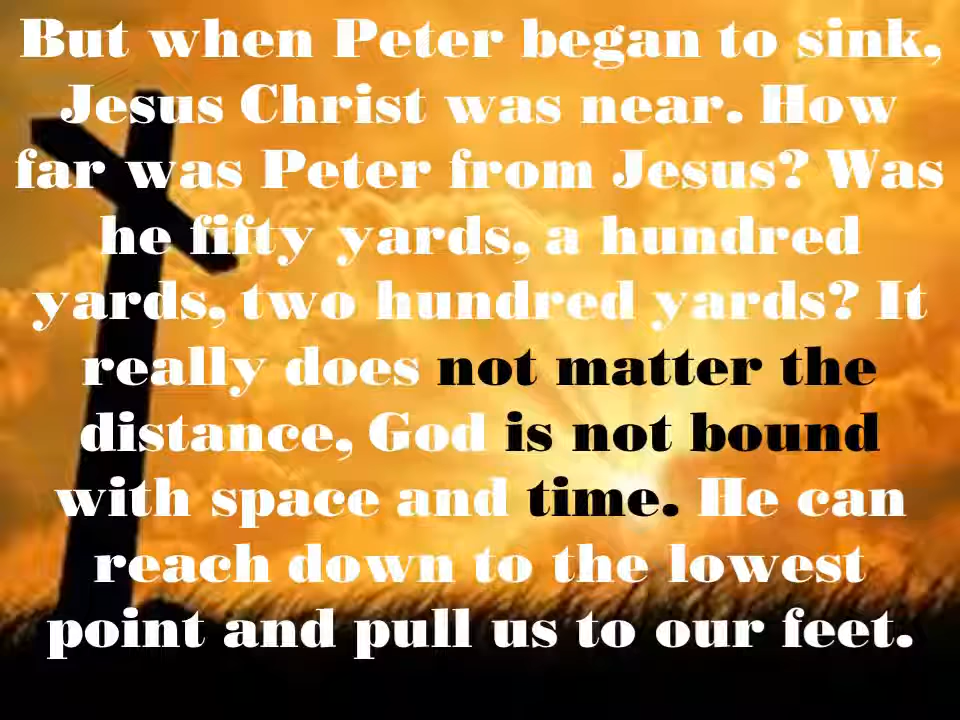 But when Peter began to sink,
Jesus Christ was near. How
far was Peter from Jesus? Was
he fifty yards, a hundred
yards, two hundred yards? It
really does not matter the
distance, God is not bound
with space and time. He can
reach down to the lowest
point and pull us to our feet.